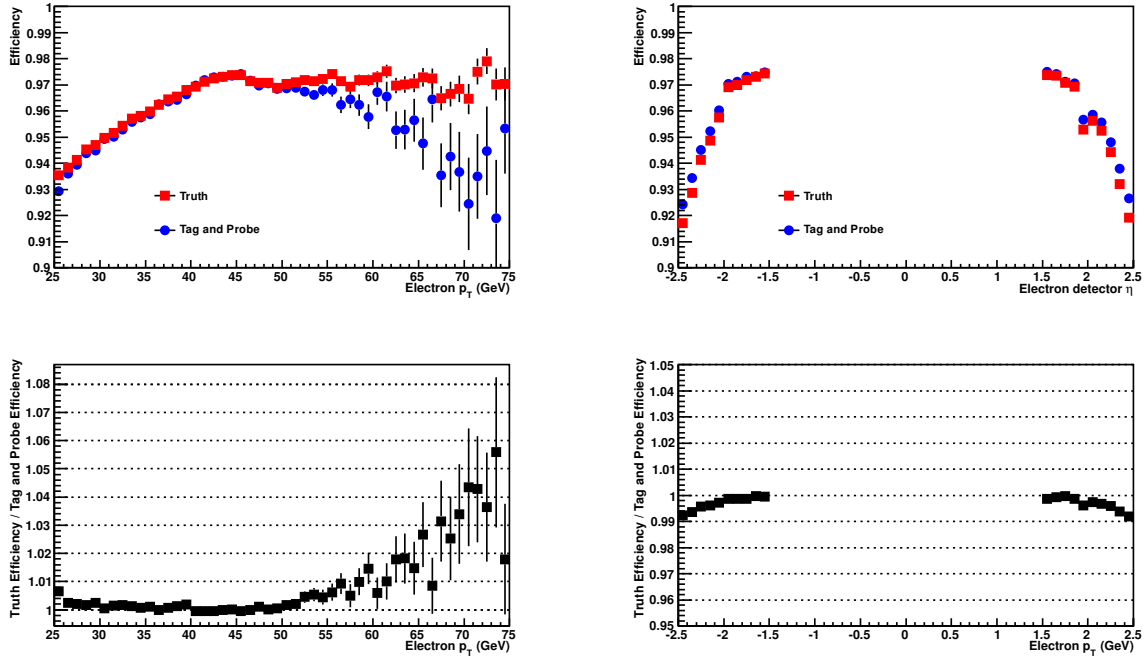 Efficiency
1
0.99
0.98
0.97
0.96
0.95
0.94
0.93
0.92
0.91
0.9
Truth
Tag and Probe
25 30 35 40 45 50 55 60 65 70 75
Electron pT (GeV)
Efficiency
1
0.99
0.98
0.97
0.96
0.95
0.94
0.93
0.92
0.91
0.9
Truth
Tag and Probe
-2.5 -2 -1.5 -1 -0.5 0 0.5 1 1.5 2 2.5
Electron detector η
Truth Efficiency / Tag and Probe Efficiency
1.08
1.07
1.06
1.05
1.04
1.03
1.02
1.01
1
25 30 35 40 45 50 55 60 65 70 75
Electron pT (GeV)
Truth Efficiency / Tag and Probe Efficiency
1.05
1.04
1.03
1.02
1.01
1
0.99
0.98
0.97
0.96
0.95
-2.5 -2 -1.5 -1 -0.5 0 0.5 1 1.5 2 2.5
Electron pT (GeV)